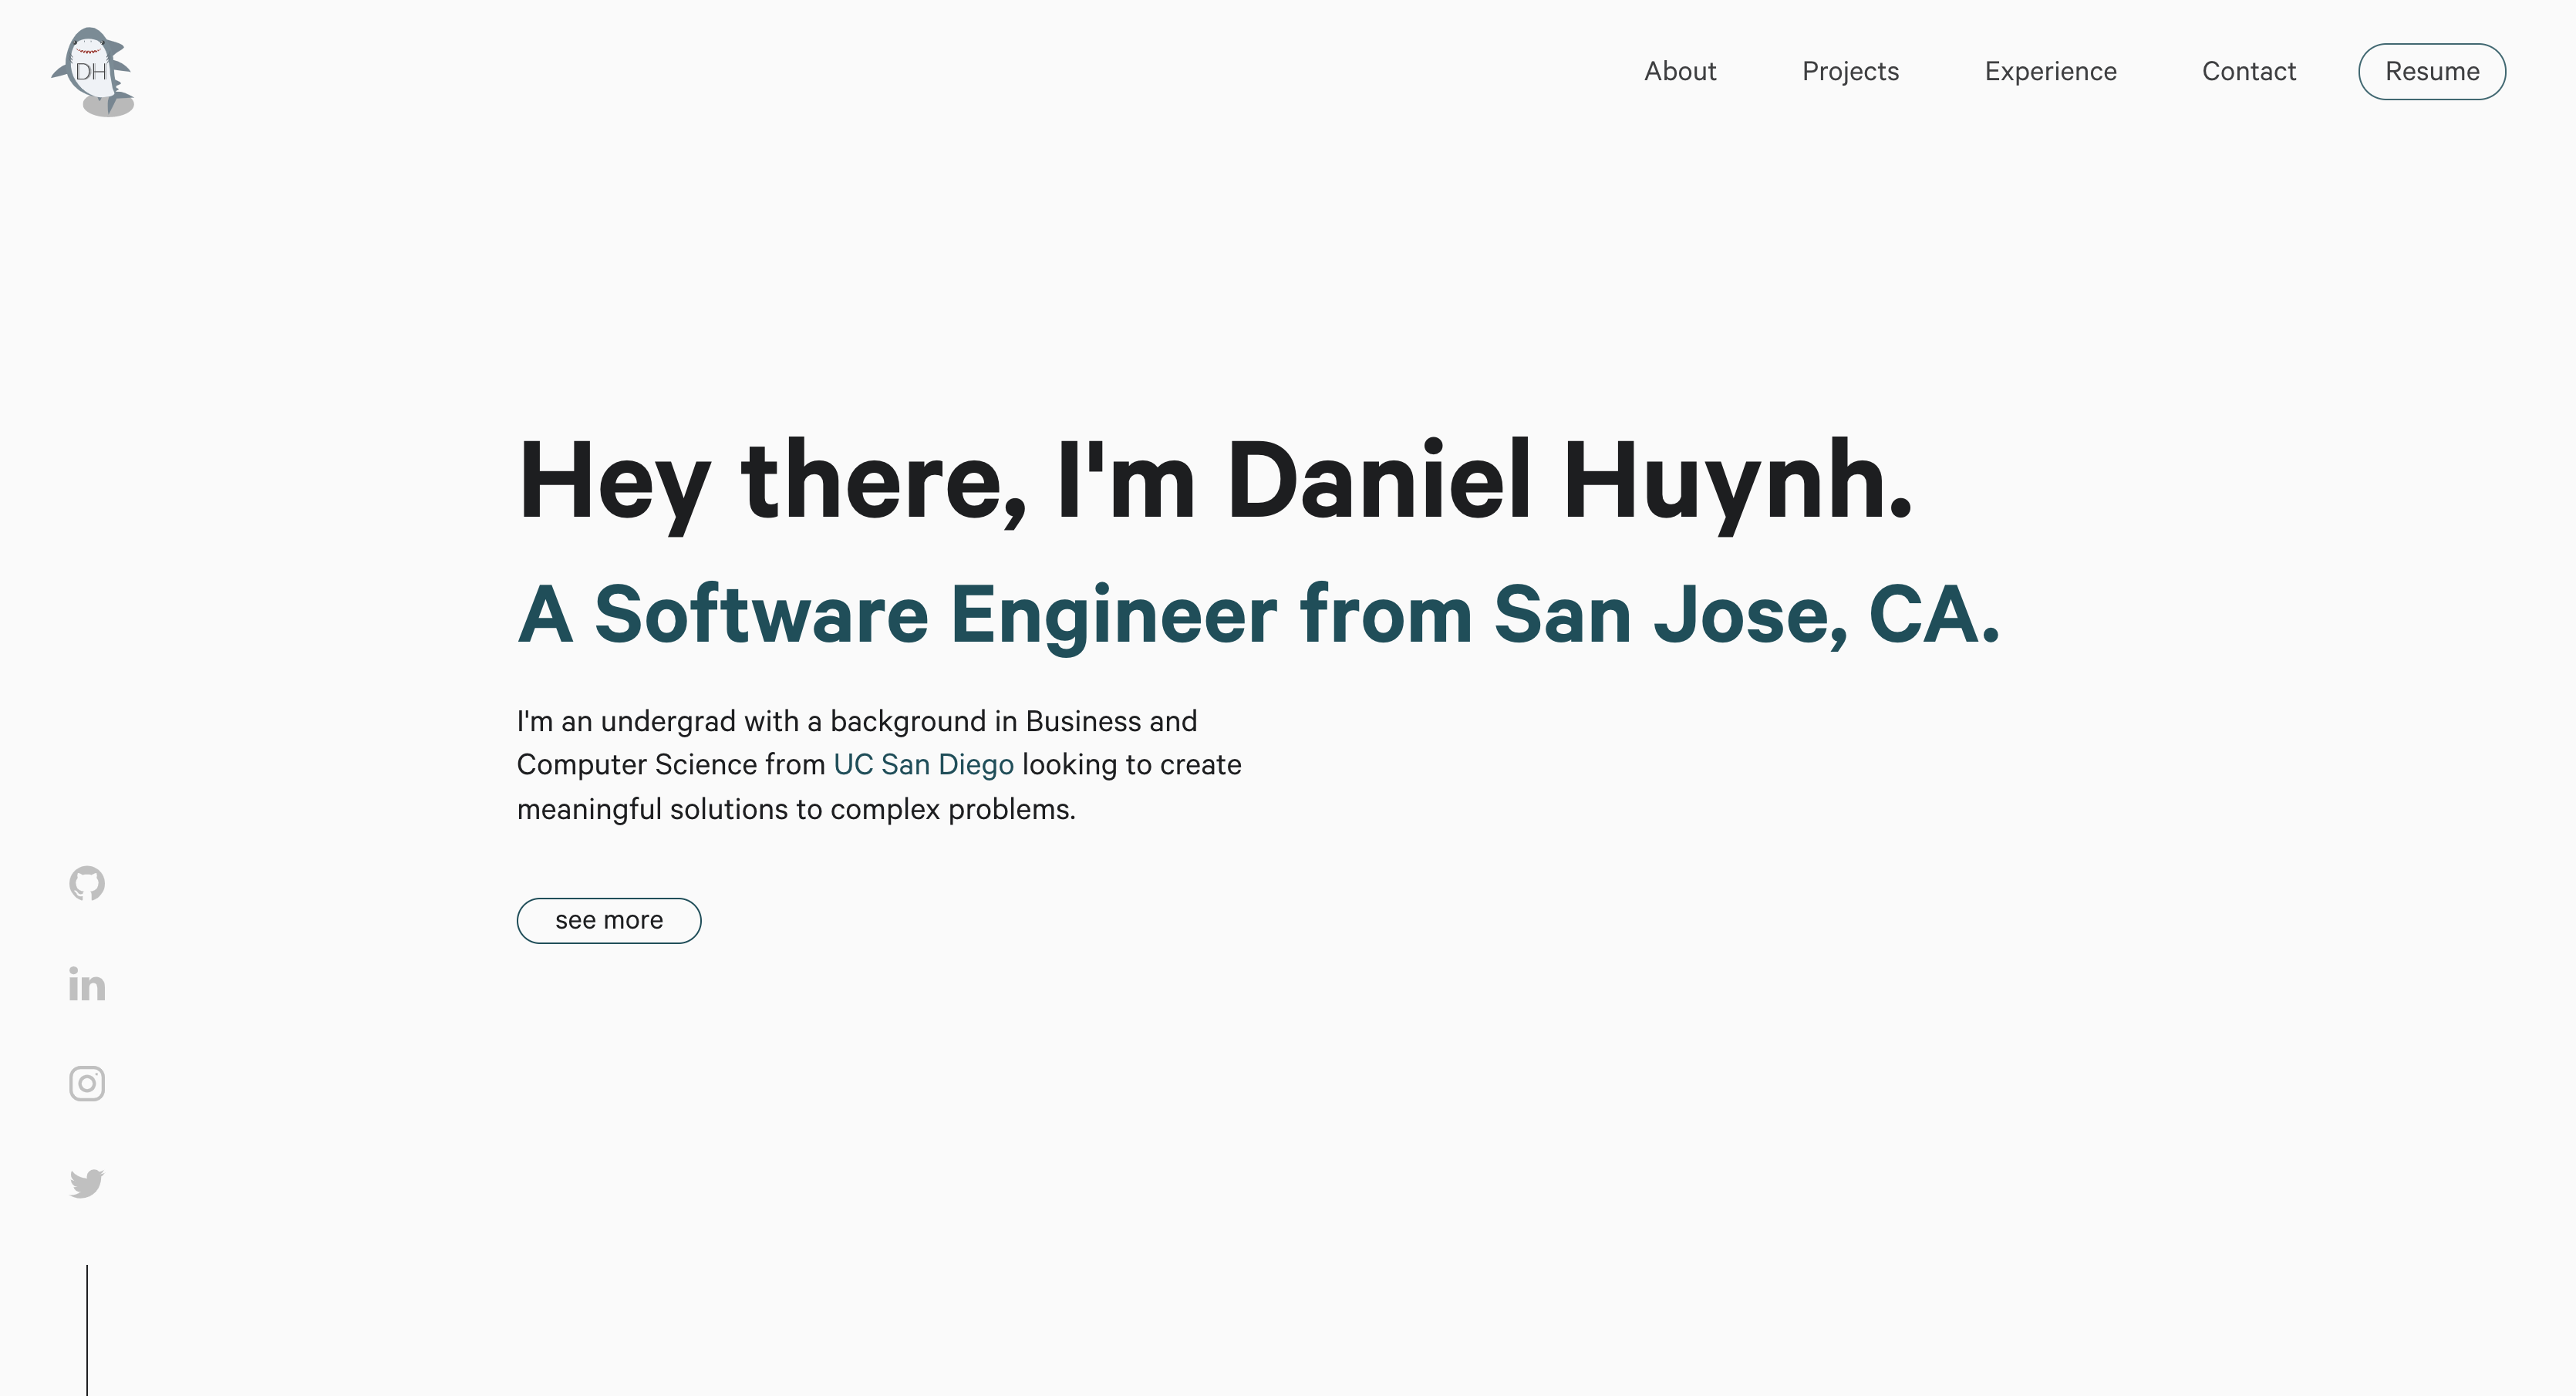 DH
About
Projects
Experience
Contact
Resume
Hey there, I'm Daniel Huynh.
A Software Engineer from San Jose, CA.
I'm an undergrad with a background in Business and
Computer Science from UC San Diego looking to create
meaningful solutions to complex problems.
see more
in